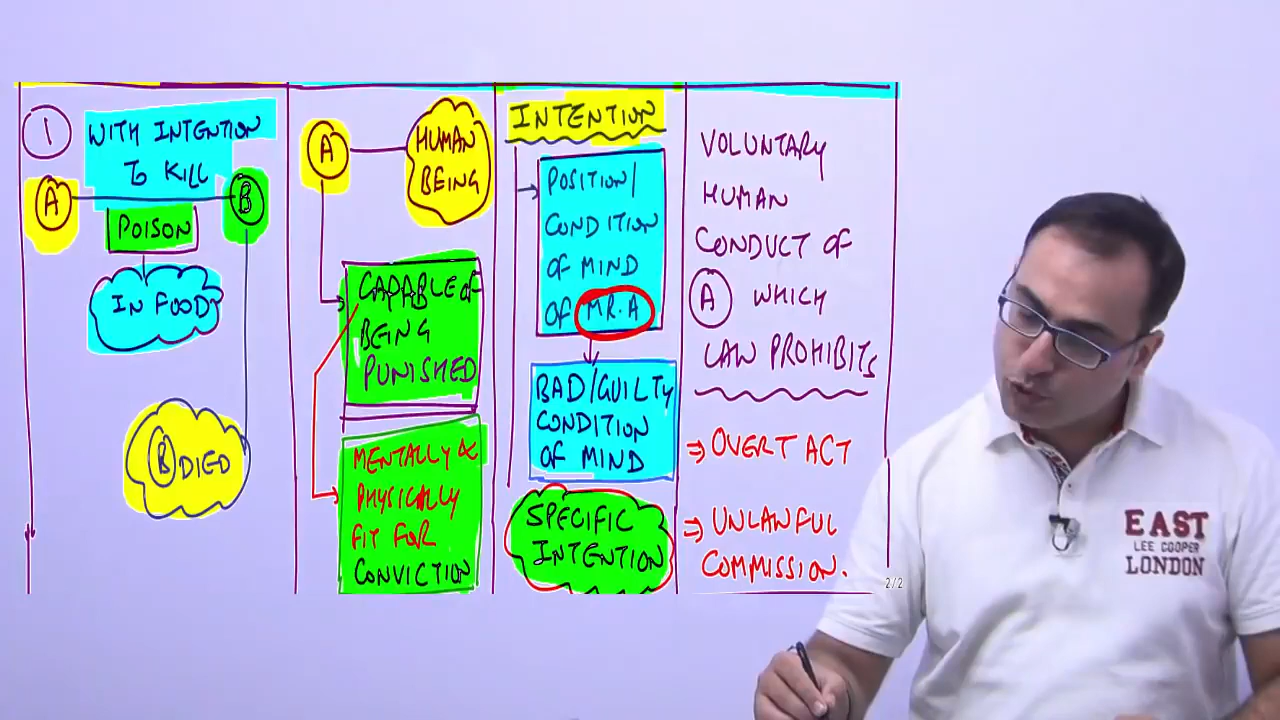 1
WITH INTENTION
TO KILL
A
B
POISON
IN FOOD
B DIED
A
HUMAN
BEING
CAPABLE OF
BEING
PUNISHED
MENTALLY &
PHYSICALLY
FIT FOR
CONVICTION
INTENTION
POSITION/
CONDITION
OF MIND
OF MR. A
BAD/GUILTY
CONDITION
OF MIND
SPECIFIC
INTENTION
VOLUNTARY
HUMAN
CONDUCT OF
A WHICH
LAW PROHIBITS
⇒ OVERT ACT
⇒ UNLAWFUL
COMMISSION.
2/2
EAST
LEE COOPER
LONDON